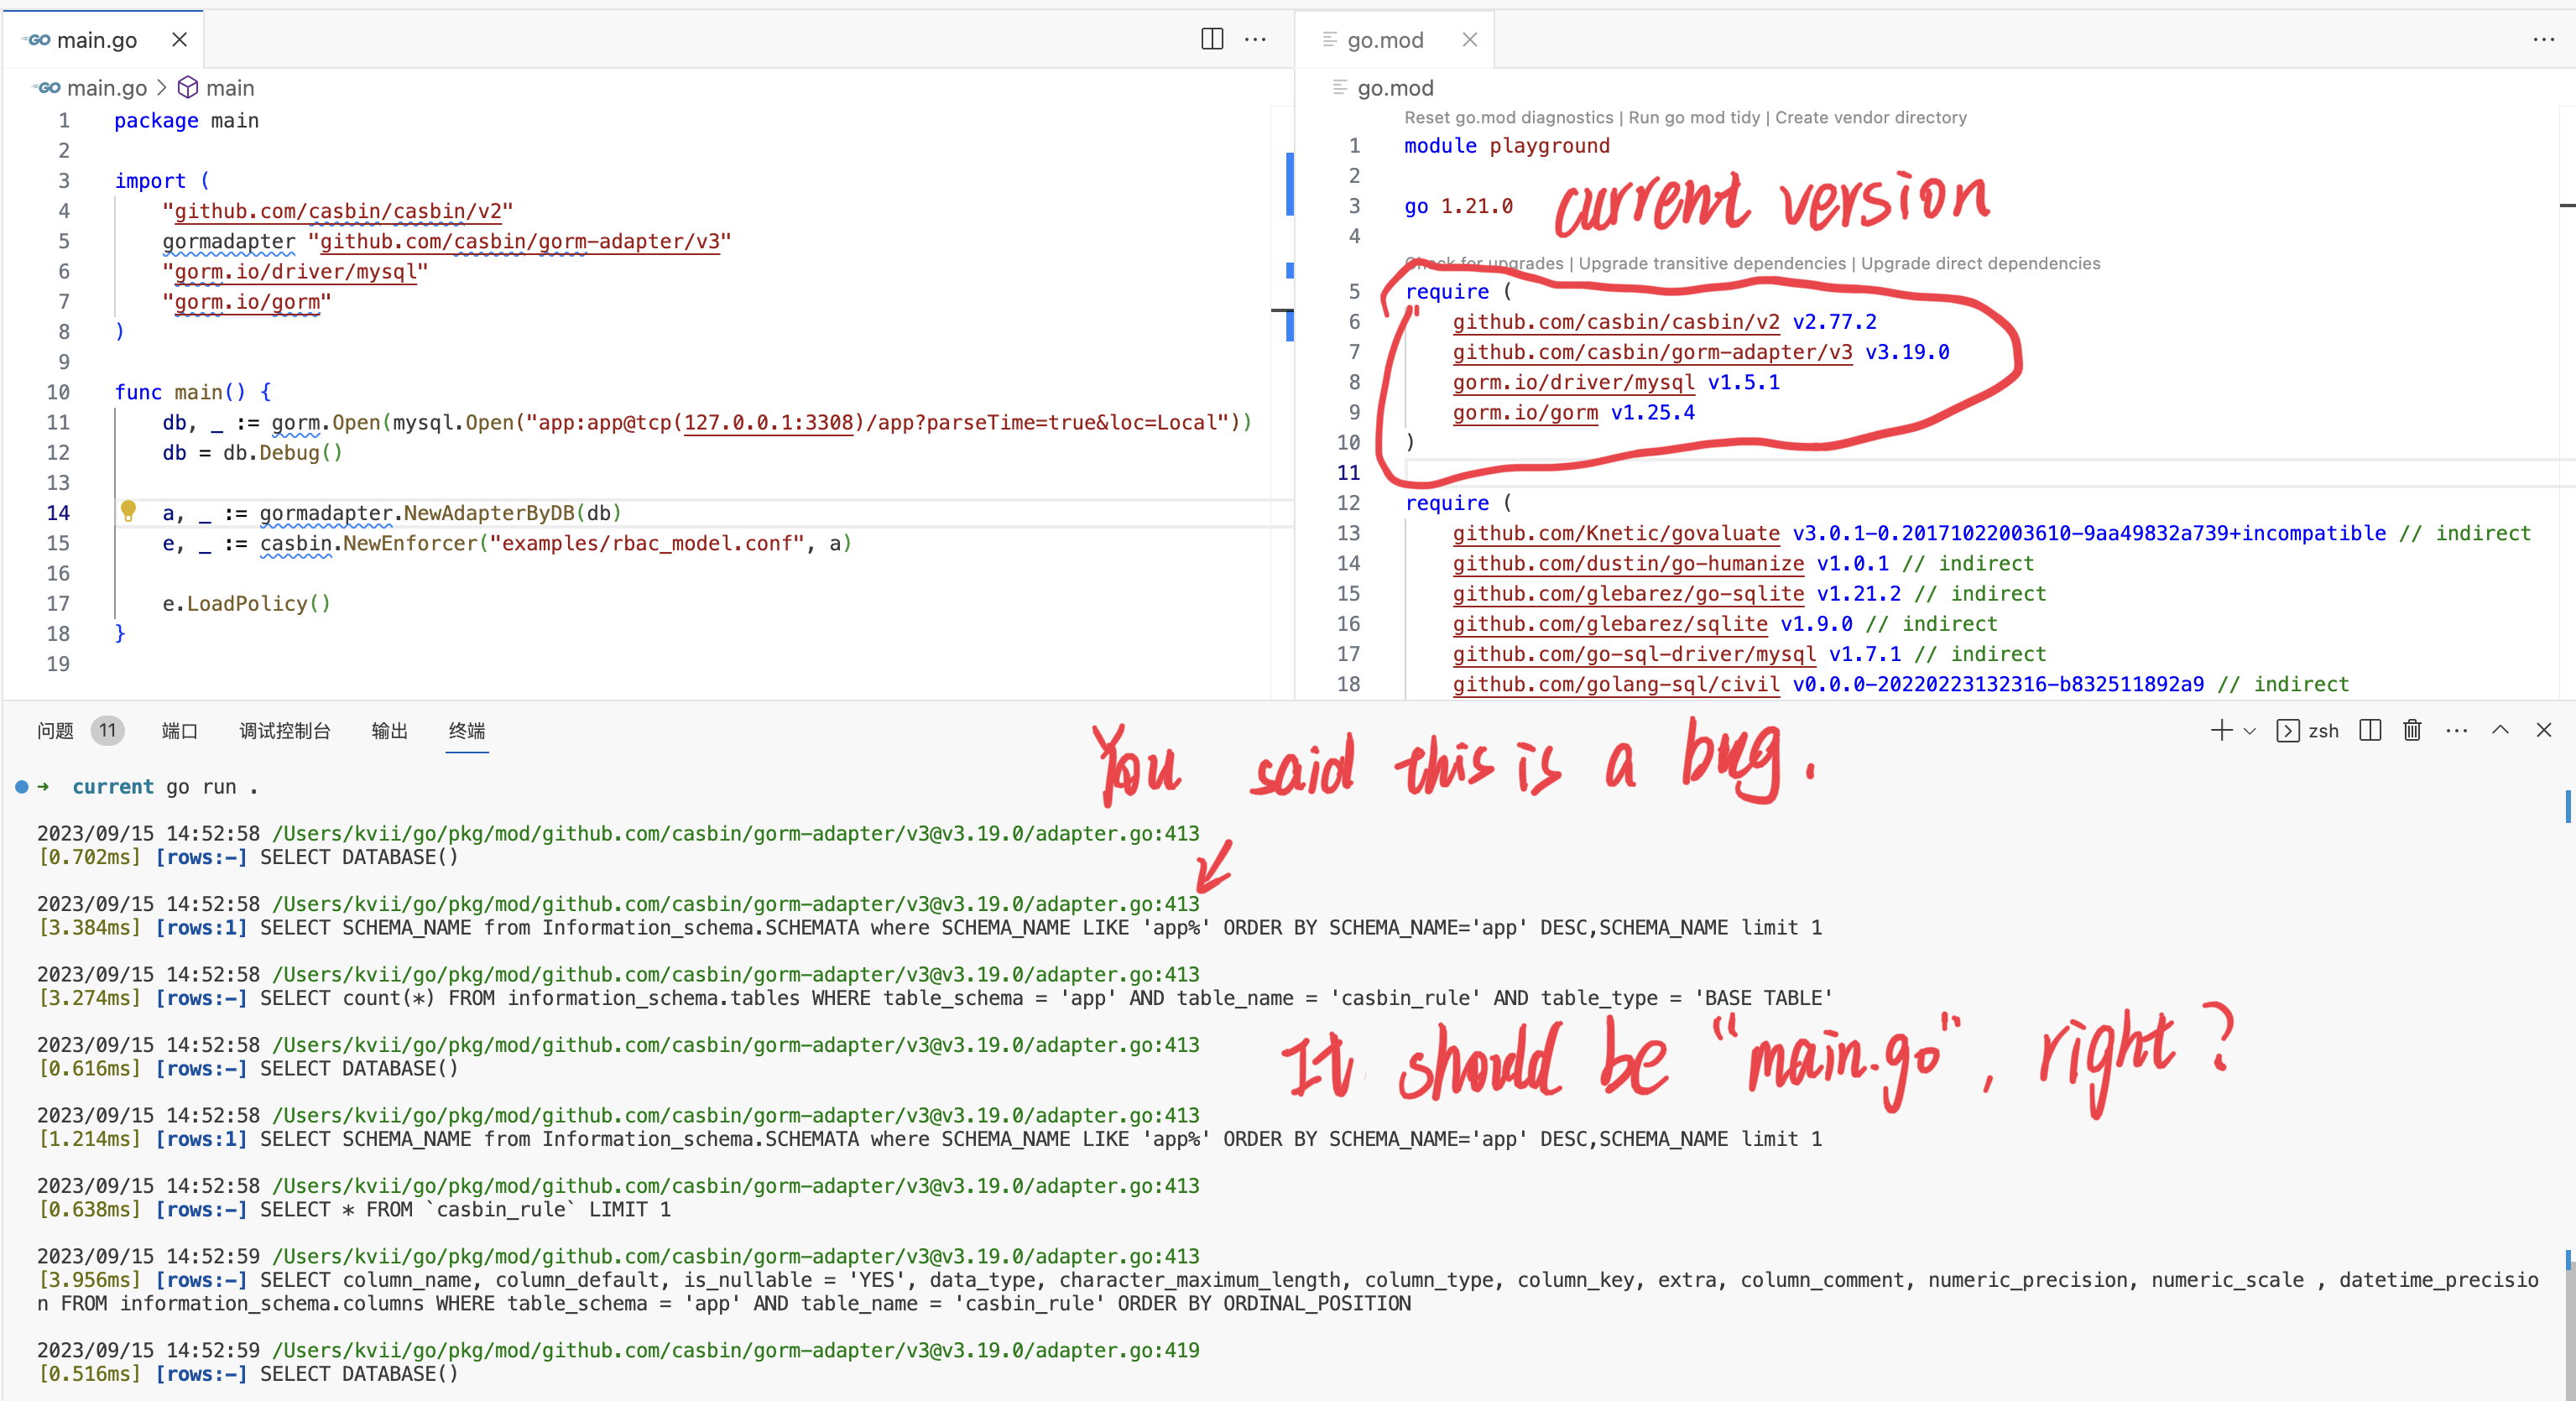 main.go
main.go > main
1 package main
2
3 import (
4 "github.com/casbin/casbin/v2"
5 gormadapter "github.com/casbin/gorm-adapter/v3"
6 "gorm.io/driver/mysql"
7 "gorm.io/gorm"
8 )
9
10 func main() {
11 db, _ := gorm.Open(mysql.Open("app:app@tcp(127.0.0.1:3308)/app?parseTime=true&loc=Local"))
12 db = db.Debug()
13
14 a, _ := gormadapter.NewAdapterByDB(db)
15 e, _ := casbin.NewEnforcer("examples/rbac_model.conf", a)
16
17 e.LoadPolicy()
18 }
19
go.mod
go.mod
Reset go.mod diagnostics | Run go mod tidy | Create vendor directory
1 module playground
2
3 go 1.21.0
current version
4
Check for upgrades | Upgrade transitive dependencies | Upgrade direct dependencies
5 require (
6 github.com/casbin/casbin/v2 v2.77.2
7 github.com/casbin/gorm-adapter/v3 v3.19.0
8 gorm.io/driver/mysql v1.5.1
9 gorm.io/gorm v1.25.4
10 )
11
12 require (
13 github.com/Knetic/govaluate v3.0.1-0.20171022003610-9aa49832a739+incompatible // indirect
14 github.com/dustin/go-humanize v1.0.1 // indirect
15 github.com/glebarez/go-sqlite v1.21.2 // indirect
16 github.com/glebarez/sqlite v1.9.0 // indirect
17 github.com/go-sql-driver/mysql v1.7.1 // indirect
18 github.com/golang-sql/civil v0.0.0-20220223132316-b832511892a9 // indirect
问题 11 端口 调试控制台 输出 终端
zsh
You said this is a bug.
➜ current go run .
2023/09/15 14:52:58 /Users/kvii/go/pkg/mod/github.com/casbin/gorm-adapter/v3@v3.19.0/adapter.go:413
[0.702ms] [rows:-] SELECT DATABASE()
2023/09/15 14:52:58 /Users/kvii/go/pkg/mod/github.com/casbin/gorm-adapter/v3@v3.19.0/adapter.go:413
[3.384ms] [rows:1] SELECT SCHEMA_NAME from Information_schema.SCHEMATA where SCHEMA_NAME LIKE 'app%' ORDER BY SCHEMA_NAME='app' DESC,SCHEMA_NAME limit 1
2023/09/15 14:52:58 /Users/kvii/go/pkg/mod/github.com/casbin/gorm-adapter/v3@v3.19.0/adapter.go:413
[3.274ms] [rows:-] SELECT count(*) FROM information_schema.tables WHERE table_schema = 'app' AND table_name = 'casbin_rule' AND table_type = 'BASE TABLE'
2023/09/15 14:52:58 /Users/kvii/go/pkg/mod/github.com/casbin/gorm-adapter/v3@v3.19.0/adapter.go:413
[0.616ms] [rows:-] SELECT DATABASE()
It should be "main.go", right?
2023/09/15 14:52:58 /Users/kvii/go/pkg/mod/github.com/casbin/gorm-adapter/v3@v3.19.0/adapter.go:413
[1.214ms] [rows:1] SELECT SCHEMA_NAME from Information_schema.SCHEMATA where SCHEMA_NAME LIKE 'app%' ORDER BY SCHEMA_NAME='app' DESC,SCHEMA_NAME limit 1
2023/09/15 14:52:58 /Users/kvii/go/pkg/mod/github.com/casbin/gorm-adapter/v3@v3.19.0/adapter.go:413
[0.638ms] [rows:-] SELECT * FROM `casbin_rule` LIMIT 1
2023/09/15 14:52:59 /Users/kvii/go/pkg/mod/github.com/casbin/gorm-adapter/v3@v3.19.0/adapter.go:413
[3.956ms] [rows:-] SELECT column_name, column_default, is_nullable = 'YES', data_type, character_maximum_length, column_type, column_key, extra, column_comment, numeric_precision, numeric_scale , datetime_precisio
n FROM information_schema.columns WHERE table_schema = 'app' AND table_name = 'casbin_rule' ORDER BY ORDINAL_POSITION
2023/09/15 14:52:59 /Users/kvii/go/pkg/mod/github.com/casbin/gorm-adapter/v3@v3.19.0/adapter.go:419
[0.516ms] [rows:-] SELECT DATABASE()